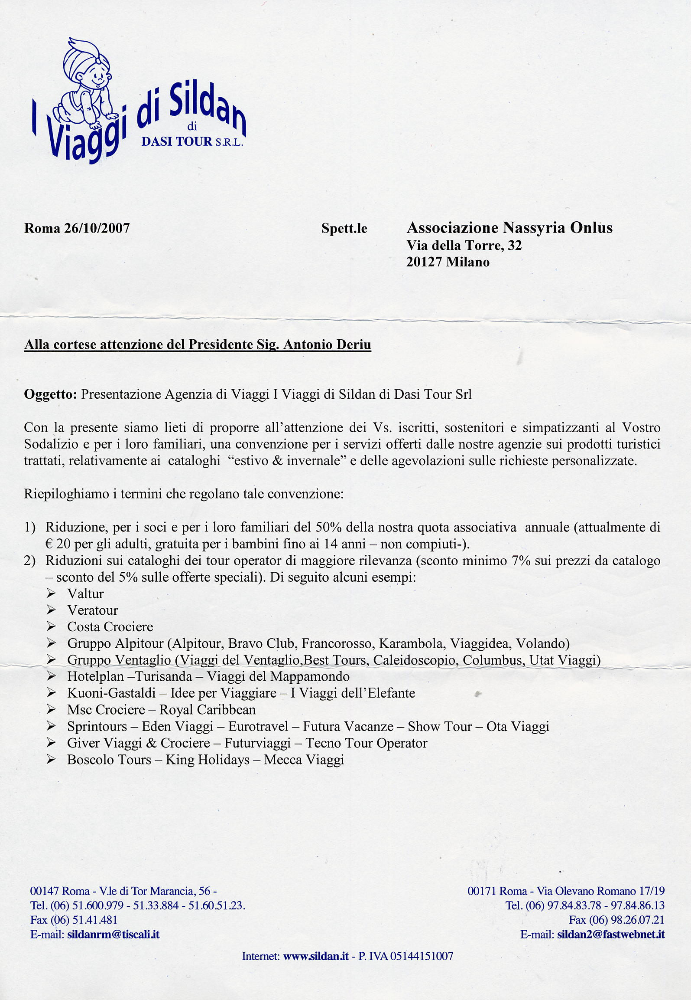 I Viaggi di Sildan
di
DASI TOUR S.R.L.
Roma 26/10/2007 Spett.le Associazione Nassyria Onlus
Via della Torre, 32
20127 Milano
Alla cortese attenzione del Presidente Sig. Antonio Deriu
Oggetto: Presentazione Agenzia di Viaggi I Viaggi di Sildan di Dasi Tour Srl
Con la presente siamo lieti di proporre all'attenzione dei Vs. iscritti, sostenitori e simpatizzanti al Vostro
Sodalizio e per i loro familiari, una convenzione per i servizi offerti dalle nostre agenzie sui prodotti turistici
trattati, relativamente ai cataloghi “estivo & invernale” e delle agevolazioni sulle richieste personalizzate.
Riepiloghiamo i termini che regolano tale convenzione:
1) Riduzione, per i soci e per i loro familiari del 50% della nostra quota associativa annuale (attualmente di
€ 20 per gli adulti, gratuita per i bambini fino ai 14 anni – non compiuti-).
2) Riduzioni sui cataloghi dei tour operator di maggiore rilevanza (sconto minimo 7% sui prezzi da catalogo
– sconto del 5% sulle offerte speciali). Di seguito alcuni esempi:
➢ Valtur
➢ Veratour
➢ Costa Crociere
➢ Gruppo Alpitour (Alpitour, Bravo Club, Francorosso, Karambola, Viaggidea, Volando)
➢ Gruppo Ventaglio (Viaggi del Ventaglio,Best Tours, Caleidoscopio, Columbus, Utat Viaggi)
➢ Hotelplan –Turisanda – Viaggi del Mappamondo
➢ Kuoni-Gastaldi – Idee per Viaggiare – I Viaggi dell'Elefante
➢ Msc Crociere – Royal Caribbean
➢ Sprintours – Eden Viaggi – Eurotravel – Futura Vacanze – Show Tour – Ota Viaggi
➢ Giver Viaggi & Crociere – Futurviaggi – Tecno Tour Operator
➢ Boscolo Tours – King Holidays – Mecca Viaggi
00147 Roma - V.le di Tor Marancia, 56 -
Tel. (06) 51.600.979 - 51.33.884 - 51.60.51.23.
Fax (06) 51.41.481
E-mail: sildanrm@tiscali.it
00171 Roma - Via Olevano Romano 17/19
Tel. (06) 97.84.83.78 - 97.84.86.13
Fax (06) 98.26.07.21
E-mail: sildan2@fastwebnet.it
Internet: www.sildan.it - P. IVA 05144151007